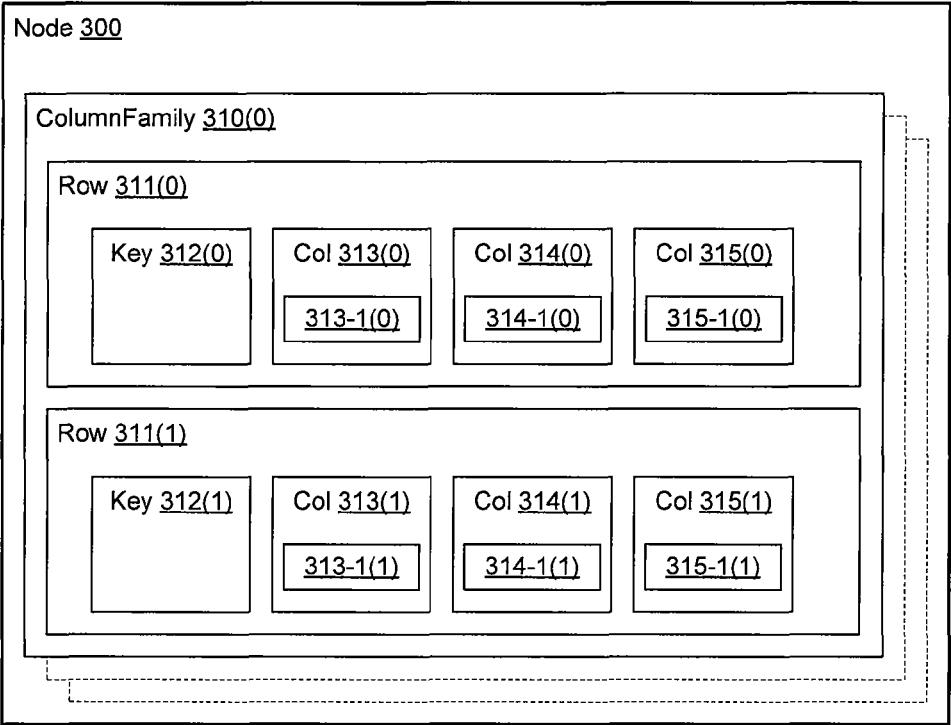 Node 300
ColumnFamily 310(0)
Row 311(0)
Key 312(0) Col 313(0) Col 314(0) Col 315(0)
313-1(0) 314-1(0) 315-1(0)
Row 311(1)
Key 312(1) Col 313(1) Col 314(1) Col 315(1)
313-1(1) 314-1(1) 315-1(1)